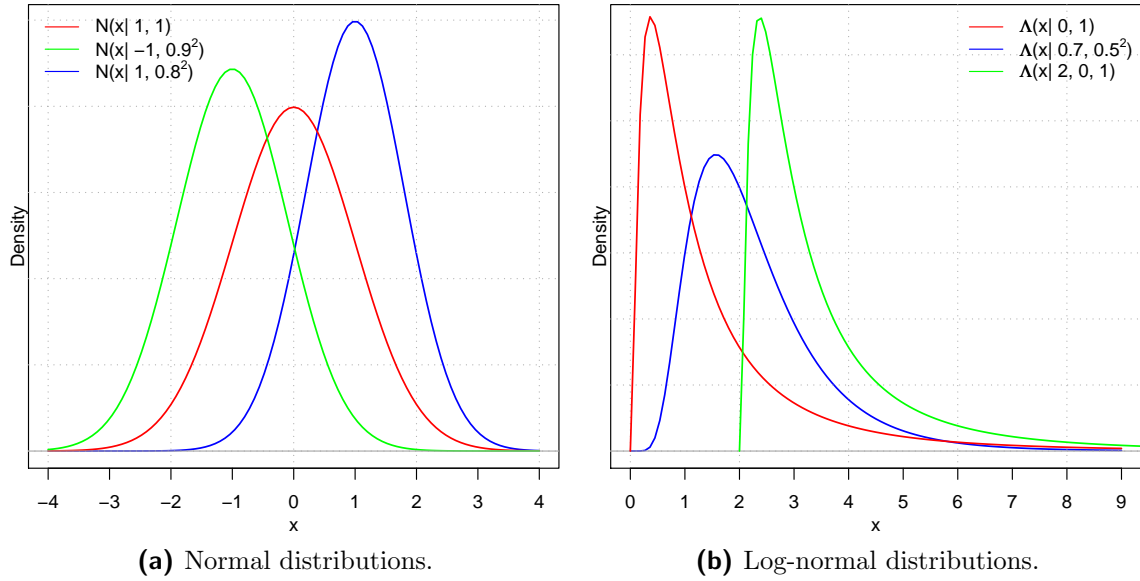 N(x| 1, 1)
N(x| −1, 0.9²)
N(x| 1, 0.8²)
Density
−4 −3 −2 −1 0 1 2 3 4
x
(a) Normal distributions.
Λ(x| 0, 1)
Λ(x| 0.7, 0.5²)
Λ(x| 2, 0, 1)
Density
0 1 2 3 4 5 6 7 8 9
x
(b) Log-normal distributions.